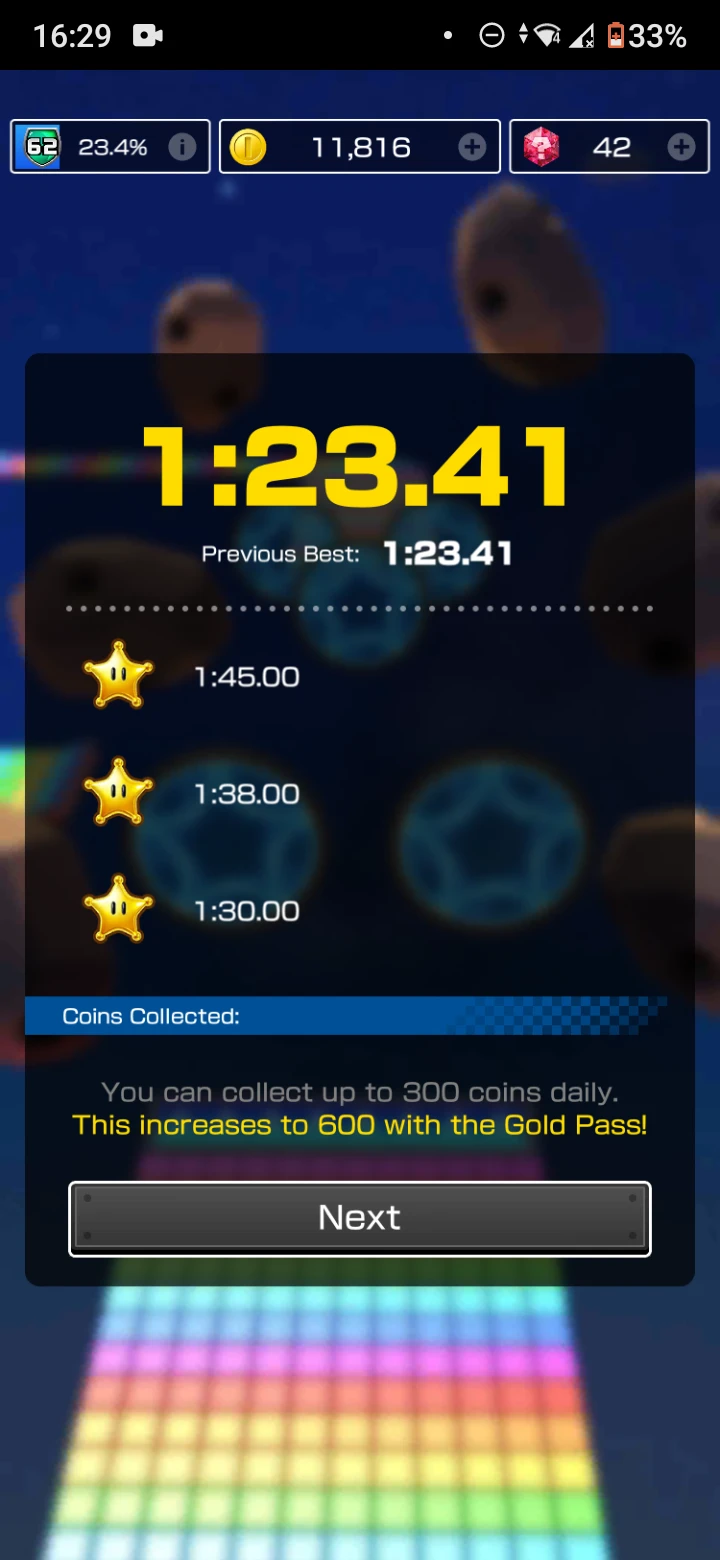 16:29 33%
62 23.4% i 11,816 + ? 42 +
1:23.41
Previous Best: 1:23.41
1:45.00
1:38.00
1:30.00
Coins Collected:
You can collect up to 300 coins daily.
This increases to 600 with the Gold Pass!
Next